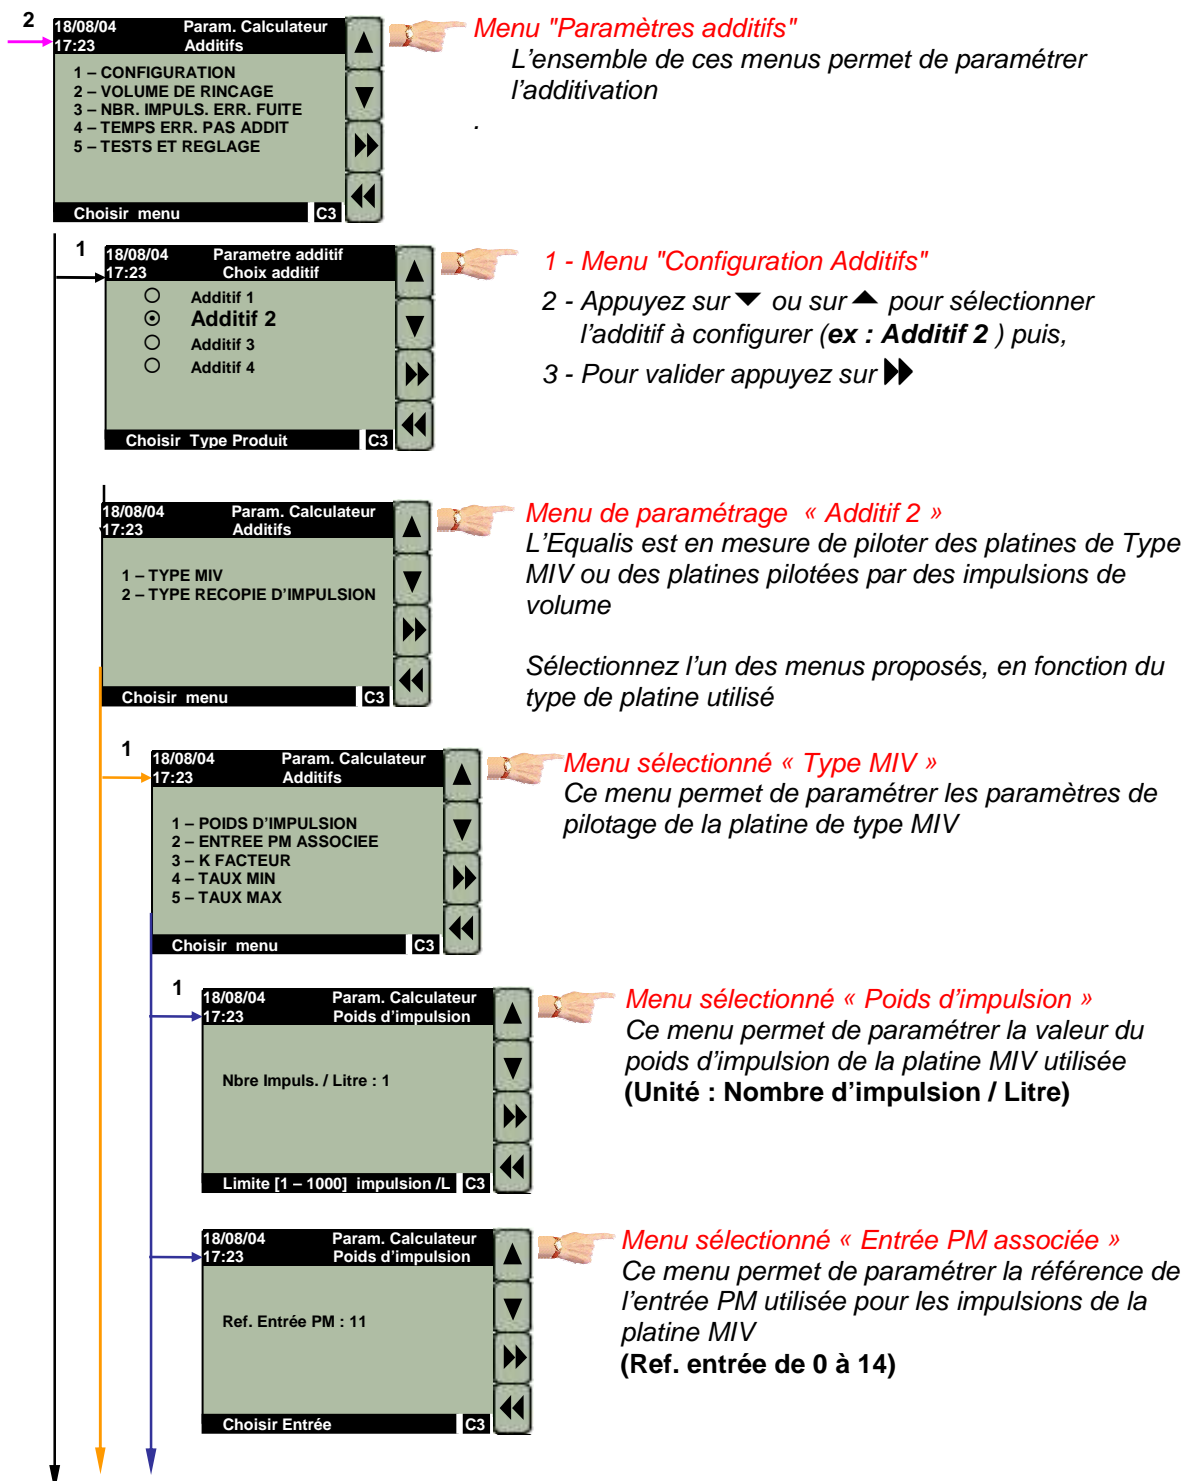 2
18/08/04 Param. Calculateur
17:23 Additifs
1 – CONFIGURATION
2 – VOLUME DE RINCAGE
3 – NBR. IMPULS. ERR. FUITE
4 – TEMPS ERR. PAS ADDIT
5 – TESTS ET REGLAGE
Choisir menu C3
Menu "Paramètres additifs"
L'ensemble de ces menus permet de paramétrer
l'additivation
.
1
18/08/04 Parametre additif
17:23 Choix additif
Additif 1
Additif 2
Additif 3
Additif 4
Choisir Type Produit C3
1 - Menu "Configuration Additifs"
2 - Appuyez sur ▼ ou sur ▲ pour sélectionner
l'additif à configurer (ex : Additif 2 ) puis,
3 - Pour valider appuyez sur ▶▶
18/08/04 Param. Calculateur
17:23 Additifs
1 – TYPE MIV
2 – TYPE RECOPIE D'IMPULSION
Choisir menu C3
Menu de paramétrage « Additif 2 »
L'Equalis est en mesure de piloter des platines de Type
MIV ou des platines pilotées par des impulsions de
volume
Sélectionnez l'un des menus proposés, en fonction du
type de platine utilisé
1
18/08/04 Param. Calculateur
17:23 Additifs
1 – POIDS D'IMPULSION
2 – ENTREE PM ASSOCIEE
3 – K FACTEUR
4 – TAUX MIN
5 – TAUX MAX
Choisir menu C3
Menu sélectionné « Type MIV »
Ce menu permet de paramétrer les paramètres de
pilotage de la platine de type MIV
1
18/08/04 Param. Calculateur
17:23 Poids d'impulsion
Nbre Impuls. / Litre : 1
Limite [1 – 1000] impulsion /L C3
Menu sélectionné « Poids d'impulsion »
Ce menu permet de paramétrer la valeur du
poids d'impulsion de la platine MIV utilisée
(Unité : Nombre d'impulsion / Litre)
18/08/04 Param. Calculateur
17:23 Poids d'impulsion
Ref. Entrée PM : 11
Choisir Entrée C3
Menu sélectionné « Entrée PM associée »
Ce menu permet de paramétrer la référence de
l'entrée PM utilisée pour les impulsions de la
platine MIV
(Ref. entrée de 0 à 14)